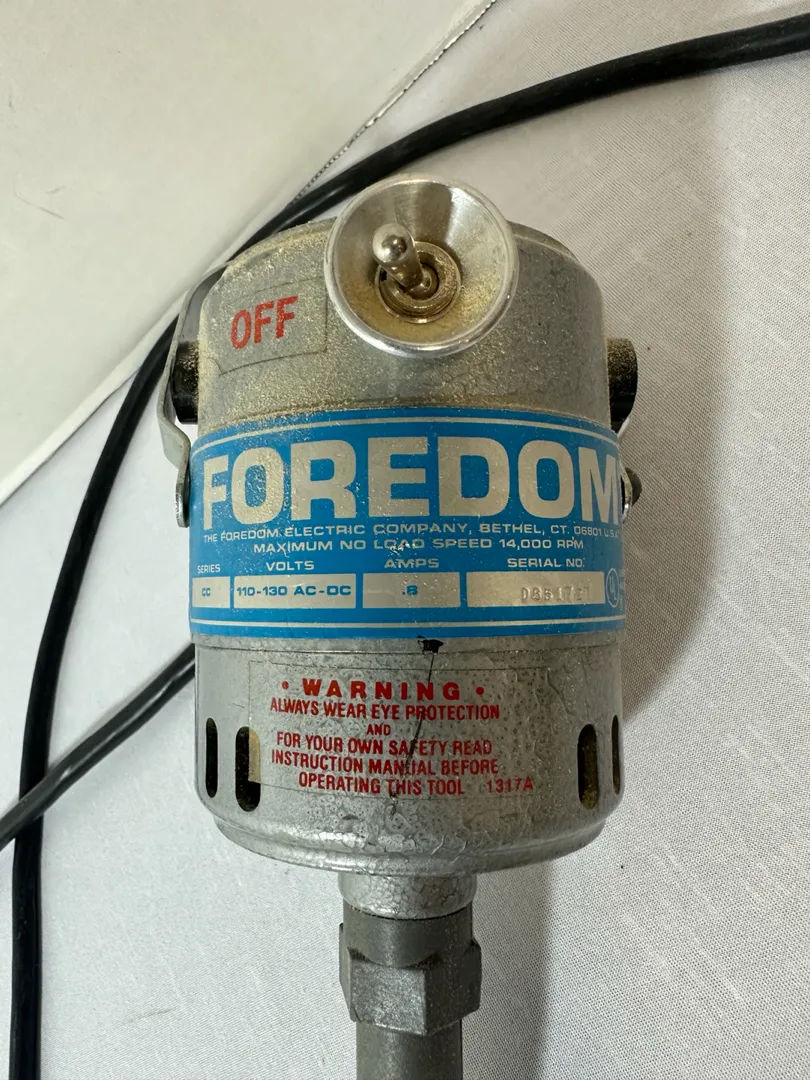 OFF
FOREDOM
THE FOREDOM ELECTRIC COMPANY, BETHEL, CT. 06801 U.S.A
MAXIMUM NO LOAD SPEED 14,000 RPM
SERIES VOLTS AMPS SERIAL NO.
CC 110-130 AC-DC .8
• WARNING •
ALWAYS WEAR EYE PROTECTION
AND
FOR YOUR OWN SAFETY READ
INSTRUCTION MANUAL BEFORE
OPERATING THIS TOOL 1317A